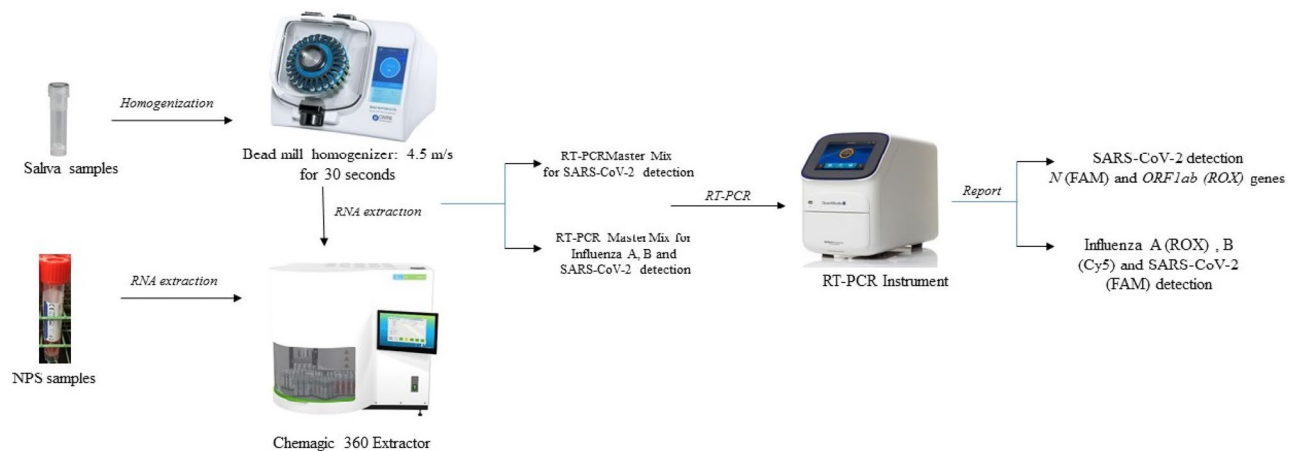 Homogenization
Saliva samples
Bead mill homogenizer: 4.5 m/s
for 30 seconds
RNA extraction
RT-PCRMaster Mix
for SARS-CoV-2 detection
RT-PCR MasterMix for
Influenza A, B and
SARS-CoV-2 detection
RT-PCR
RT-PCR Instrument
Report
SARS-CoV-2 detection
N (FAM) and ORF1ab (ROX) genes
Influenza A (ROX) , B
(Cy5) and SARS-CoV-2
(FAM) detection
RNA extraction
NPS samples
Chemagic 360 Extractor